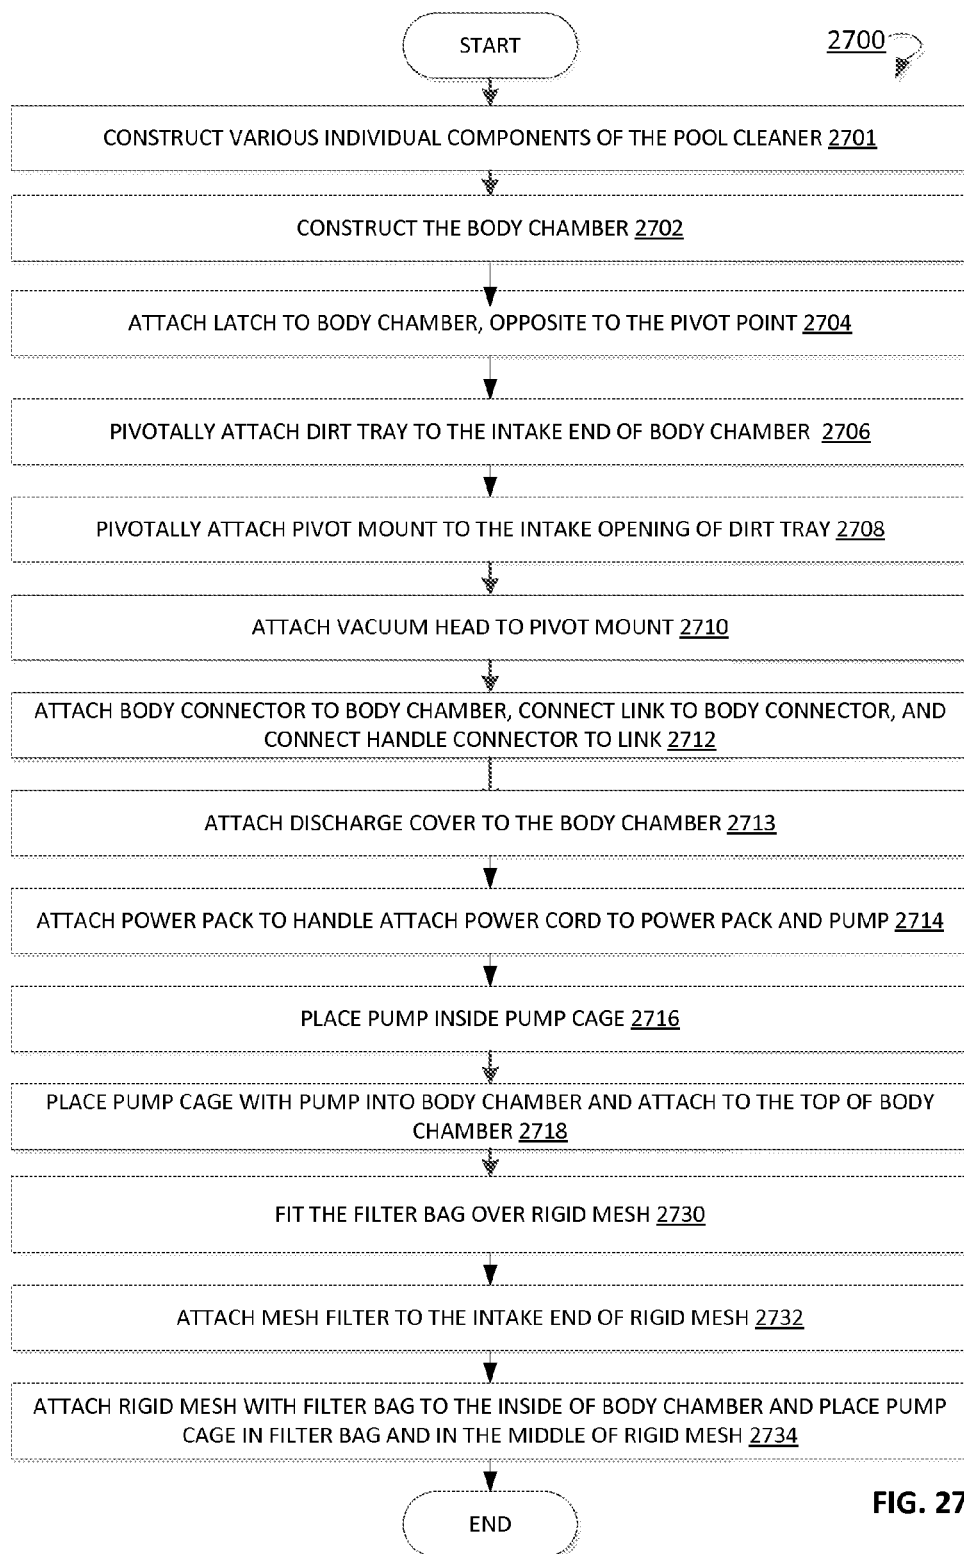 START
2700
CONSTRUCT VARIOUS INDIVIDUAL COMPONENTS OF THE POOL CLEANER 2701
CONSTRUCT THE BODY CHAMBER 2702
ATTACH LATCH TO BODY CHAMBER, OPPOSITE TO THE PIVOT POINT 2704
PIVOTALLY ATTACH DIRT TRAY TO THE INTAKE END OF BODY CHAMBER 2706
PIVOTALLY ATTACH PIVOT MOUNT TO THE INTAKE OPENING OF DIRT TRAY 2708
ATTACH VACUUM HEAD TO PIVOT MOUNT 2710
ATTACH BODY CONNECTOR TO BODY CHAMBER, CONNECT LINK TO BODY CONNECTOR, AND
CONNECT HANDLE CONNECTOR TO LINK 2712
ATTACH DISCHARGE COVER TO THE BODY CHAMBER 2713
ATTACH POWER PACK TO HANDLE ATTACH POWER CORD TO POWER PACK AND PUMP 2714
PLACE PUMP INSIDE PUMP CAGE 2716
PLACE PUMP CAGE WITH PUMP INTO BODY CHAMBER AND ATTACH TO THE TOP OF BODY
CHAMBER 2718
FIT THE FILTER BAG OVER RIGID MESH 2730
ATTACH MESH FILTER TO THE INTAKE END OF RIGID MESH 2732
ATTACH RIGID MESH WITH FILTER BAG TO THE INSIDE OF BODY CHAMBER AND PLACE PUMP
CAGE IN FILTER BAG AND IN THE MIDDLE OF RIGID MESH 2734
END
FIG. 27